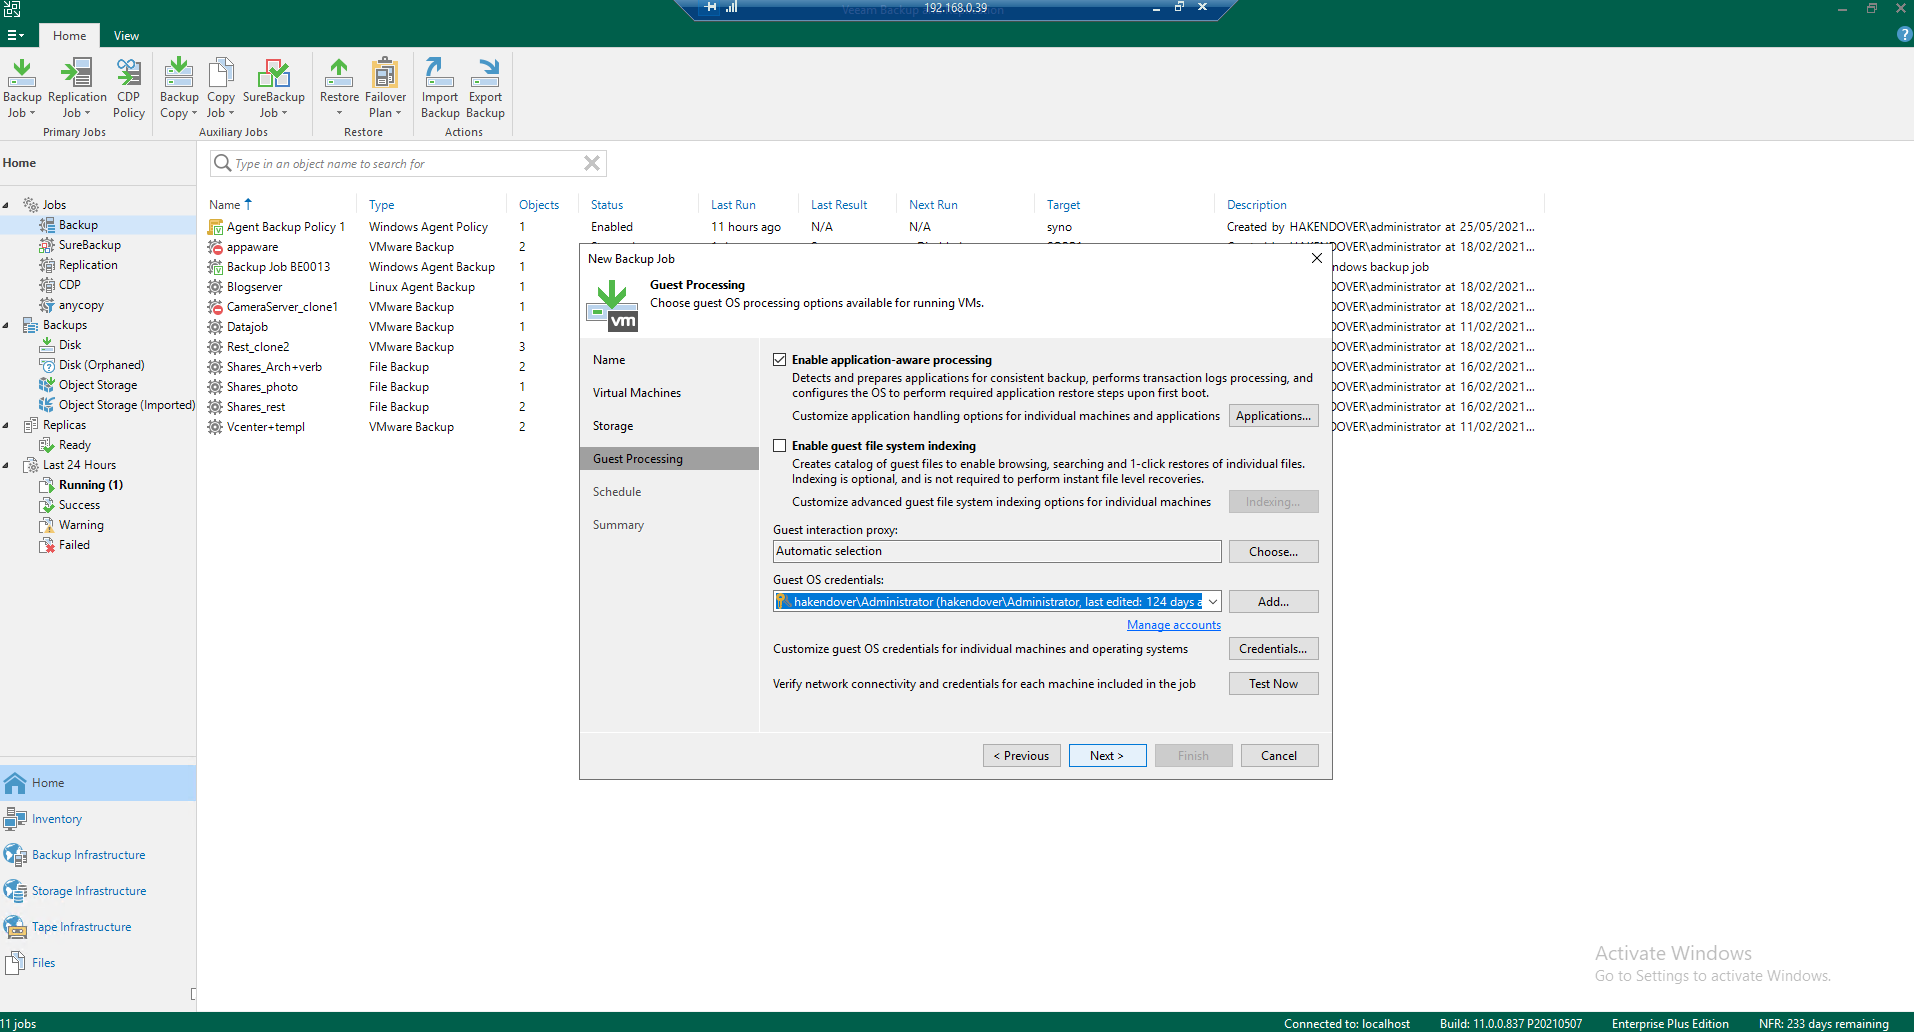 192.168.0.39
Home
View
Backup Job
Replication Job
CDP Policy
Backup Copy
Copy Job
SureBackup Job
Restore
Failover Plan
Import Backup
Export Backup
Primary Jobs
Auxiliary Jobs
Restore
Actions
Home
Jobs
Backup
SureBackup
Replication
CDP
anycopy
Backups
Disk
Disk (Orphaned)
Object Storage
Object Storage (Imported)
Replicas
Ready
Last 24 Hours
Running (1)
Success
Warning
Failed
Home
Inventory
Backup Infrastructure
Storage Infrastructure
Tape Infrastructure
Files
Type in an object name to search for
Name Type Objects Status Last Run Last Result Next Run Target Description
Agent Backup Policy 1 Windows Agent Policy 1 Enabled 11 hours ago N/A N/A syno Created by HAKENDOVER\administrator at 25/05/2021...
appaware VMware Backup 2 DOVER\administrator at 18/02/2021...
Backup Job BE0013 Windows Agent Backup 1 ndows backup job
Blogserver Linux Agent Backup 1 DOVER\administrator at 18/02/2021...
CameraServer_clone1 VMware Backup 1 DOVER\administrator at 18/02/2021...
Datajob VMware Backup 1 DOVER\administrator at 11/02/2021...
Rest_clone2 VMware Backup 3 DOVER\administrator at 18/02/2021...
Shares_Arch+verb File Backup 2 DOVER\administrator at 16/02/2021...
Shares_photo File Backup 1 DOVER\administrator at 16/02/2021...
Shares_rest File Backup 2 DOVER\administrator at 16/02/2021...
Vcenter+templ VMware Backup 2 DOVER\administrator at 11/02/2021...
New Backup Job
vm
Guest Processing
Choose guest OS processing options available for running VMs.
Name
Virtual Machines
Storage
Guest Processing
Schedule
Summary
Enable application-aware processing
Detects and prepares applications for consistent backup, performs transaction logs processing, and
configures the OS to perform required application restore steps upon first boot.
Customize application handling options for individual machines and applications Applications...
Enable guest file system indexing
Creates catalog of guest files to enable browsing, searching and 1-click restores of individual files.
Indexing is optional, and is not required to perform instant file level recoveries.
Customize advanced guest file system indexing options for individual machines Indexing...
Guest interaction proxy:
Automatic selection Choose...
Guest OS credentials:
hakendover\Administrator (hakendover\Administrator, last edited: 124 days a Add...
Manage accounts
Customize guest OS credentials for individual machines and operating systems Credentials...
Verify network connectivity and credentials for each machine included in the job Test Now
< Previous Next > Finish Cancel
Activate Windows
Go to Settings to activate Windows.
11 jobs Connected to: localhost Build: 11.0.0.837 P20210507 Enterprise Plus Edition NFR: 233 days remaining